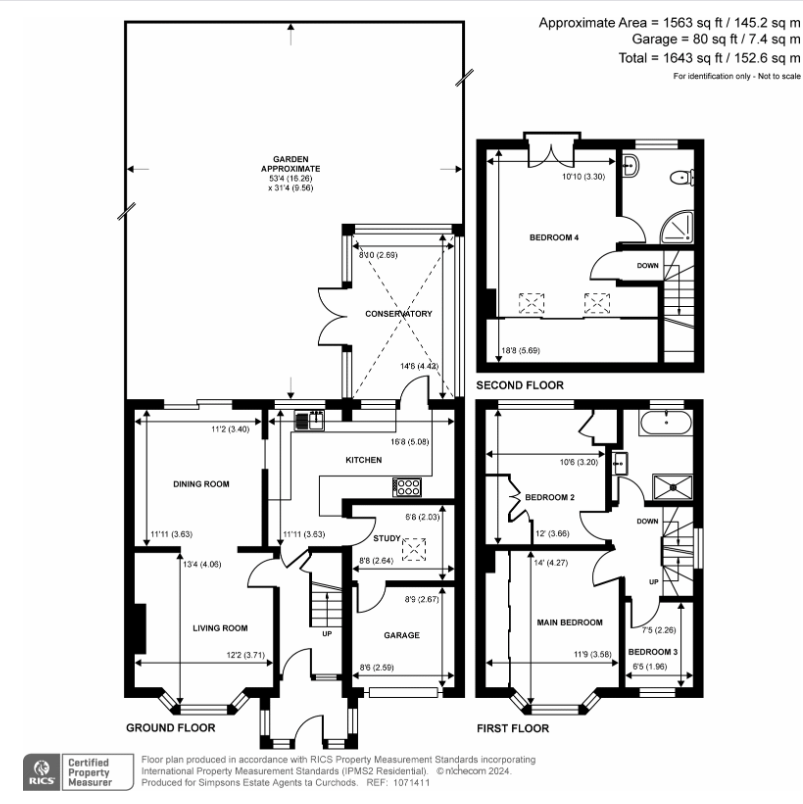 Approximate Area = 1563 sq ft / 145.2 sq m
Garage = 80 sq ft / 7.4 sq m
Total = 1643 sq ft / 152.6 sq m
For identification only - Not to scale
GARDEN
APPROXIMATE
53'4 (16.26)
x 31'4 (9.56)
8'10 (2.69)
CONSERVATORY
14'6 (4.42)
11'2 (3.40)
DINING ROOM
11'11 (3.63)
16'8 (5.08)
KITCHEN
11'11 (3.63)
6'8 (2.03)
STUDY
8'8 (2.64)
13'4 (4.06)
LIVING ROOM
12'2 (3.71)
UP
8'9 (2.67)
GARAGE
8'6 (2.59)
GROUND FLOOR
10'10 (3.30)
BEDROOM 4
DOWN
18'8 (5.69)
SECOND FLOOR
10'6 (3.20)
BEDROOM 2
12' (3.66)
DOWN
UP
14' (4.27)
MAIN BEDROOM
11'9 (3.58)
7'5 (2.26)
BEDROOM 3
6'5 (1.96)
FIRST FLOOR
RICS
Certified
Property
Measurer
Floor plan produced in accordance with RICS Property Measurement Standards incorporating
International Property Measurement Standards (IPMS2 Residential). © nichecom 2024.
Produced for Simpsons Estate Agents ta Curchods. REF: 1071411